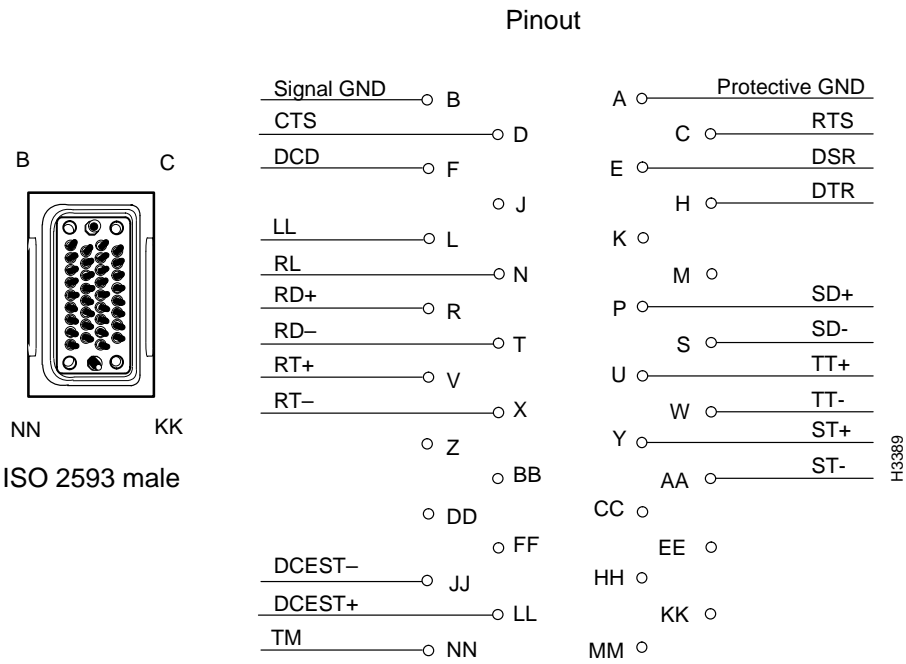 Pinout
Signal GND B A Protective GND
CTS D C RTS
DCD F E DSR
J H DTR
LL L K
RL N M
RD+ R P SD+
RD– T S SD-
RT+ V U TT+
RT– X W TT-
Z Y ST+
BB AA ST-
DD CC
FF EE
DCEST– JJ HH
DCEST+ LL KK
TM NN MM
B C
NN KK
ISO 2593 male
H3389